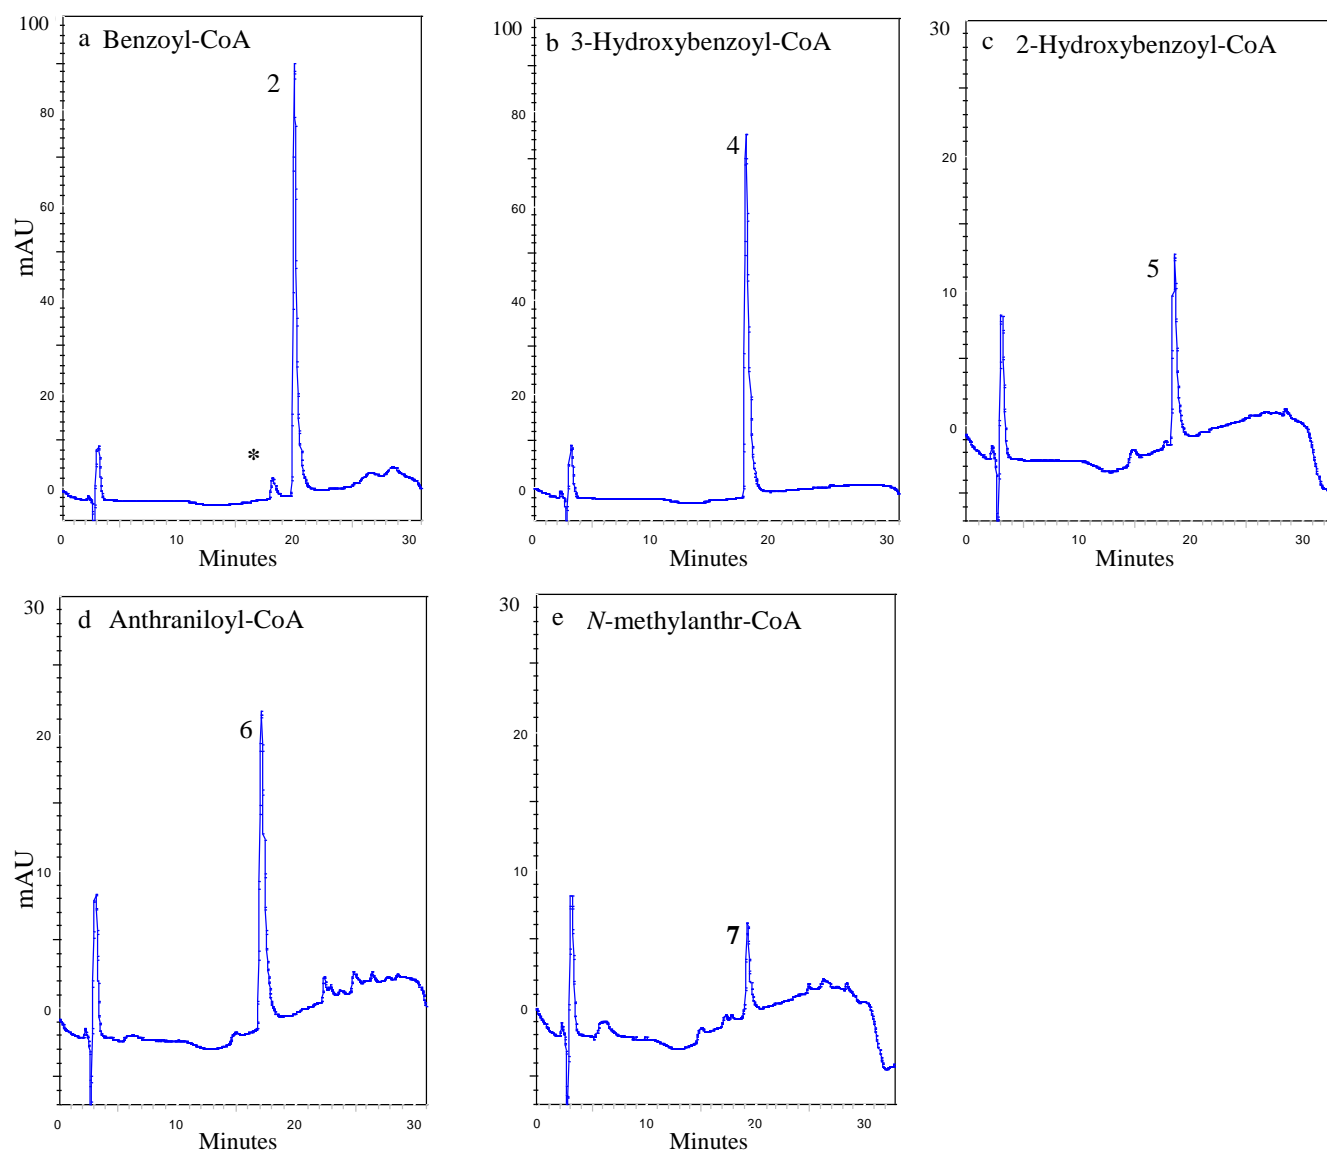 100
a Benzoyl-CoA
2
80
60
mAU
40
20
*
0
0 10 20 30
Minutes
100
b 3-Hydroxybenzoyl-CoA
4
80
60
40
20
0
0 10 20 30
Minutes
30
c 2-Hydroxybenzoyl-CoA
20
5
10
0
0 10 20 30
Minutes
30
d Anthraniloyl-CoA
6
20
mAU
10
0
0 10 20 30
Minutes
30
e N-methylanthr-CoA
20
10
7
0
0 10 20 30
Minutes